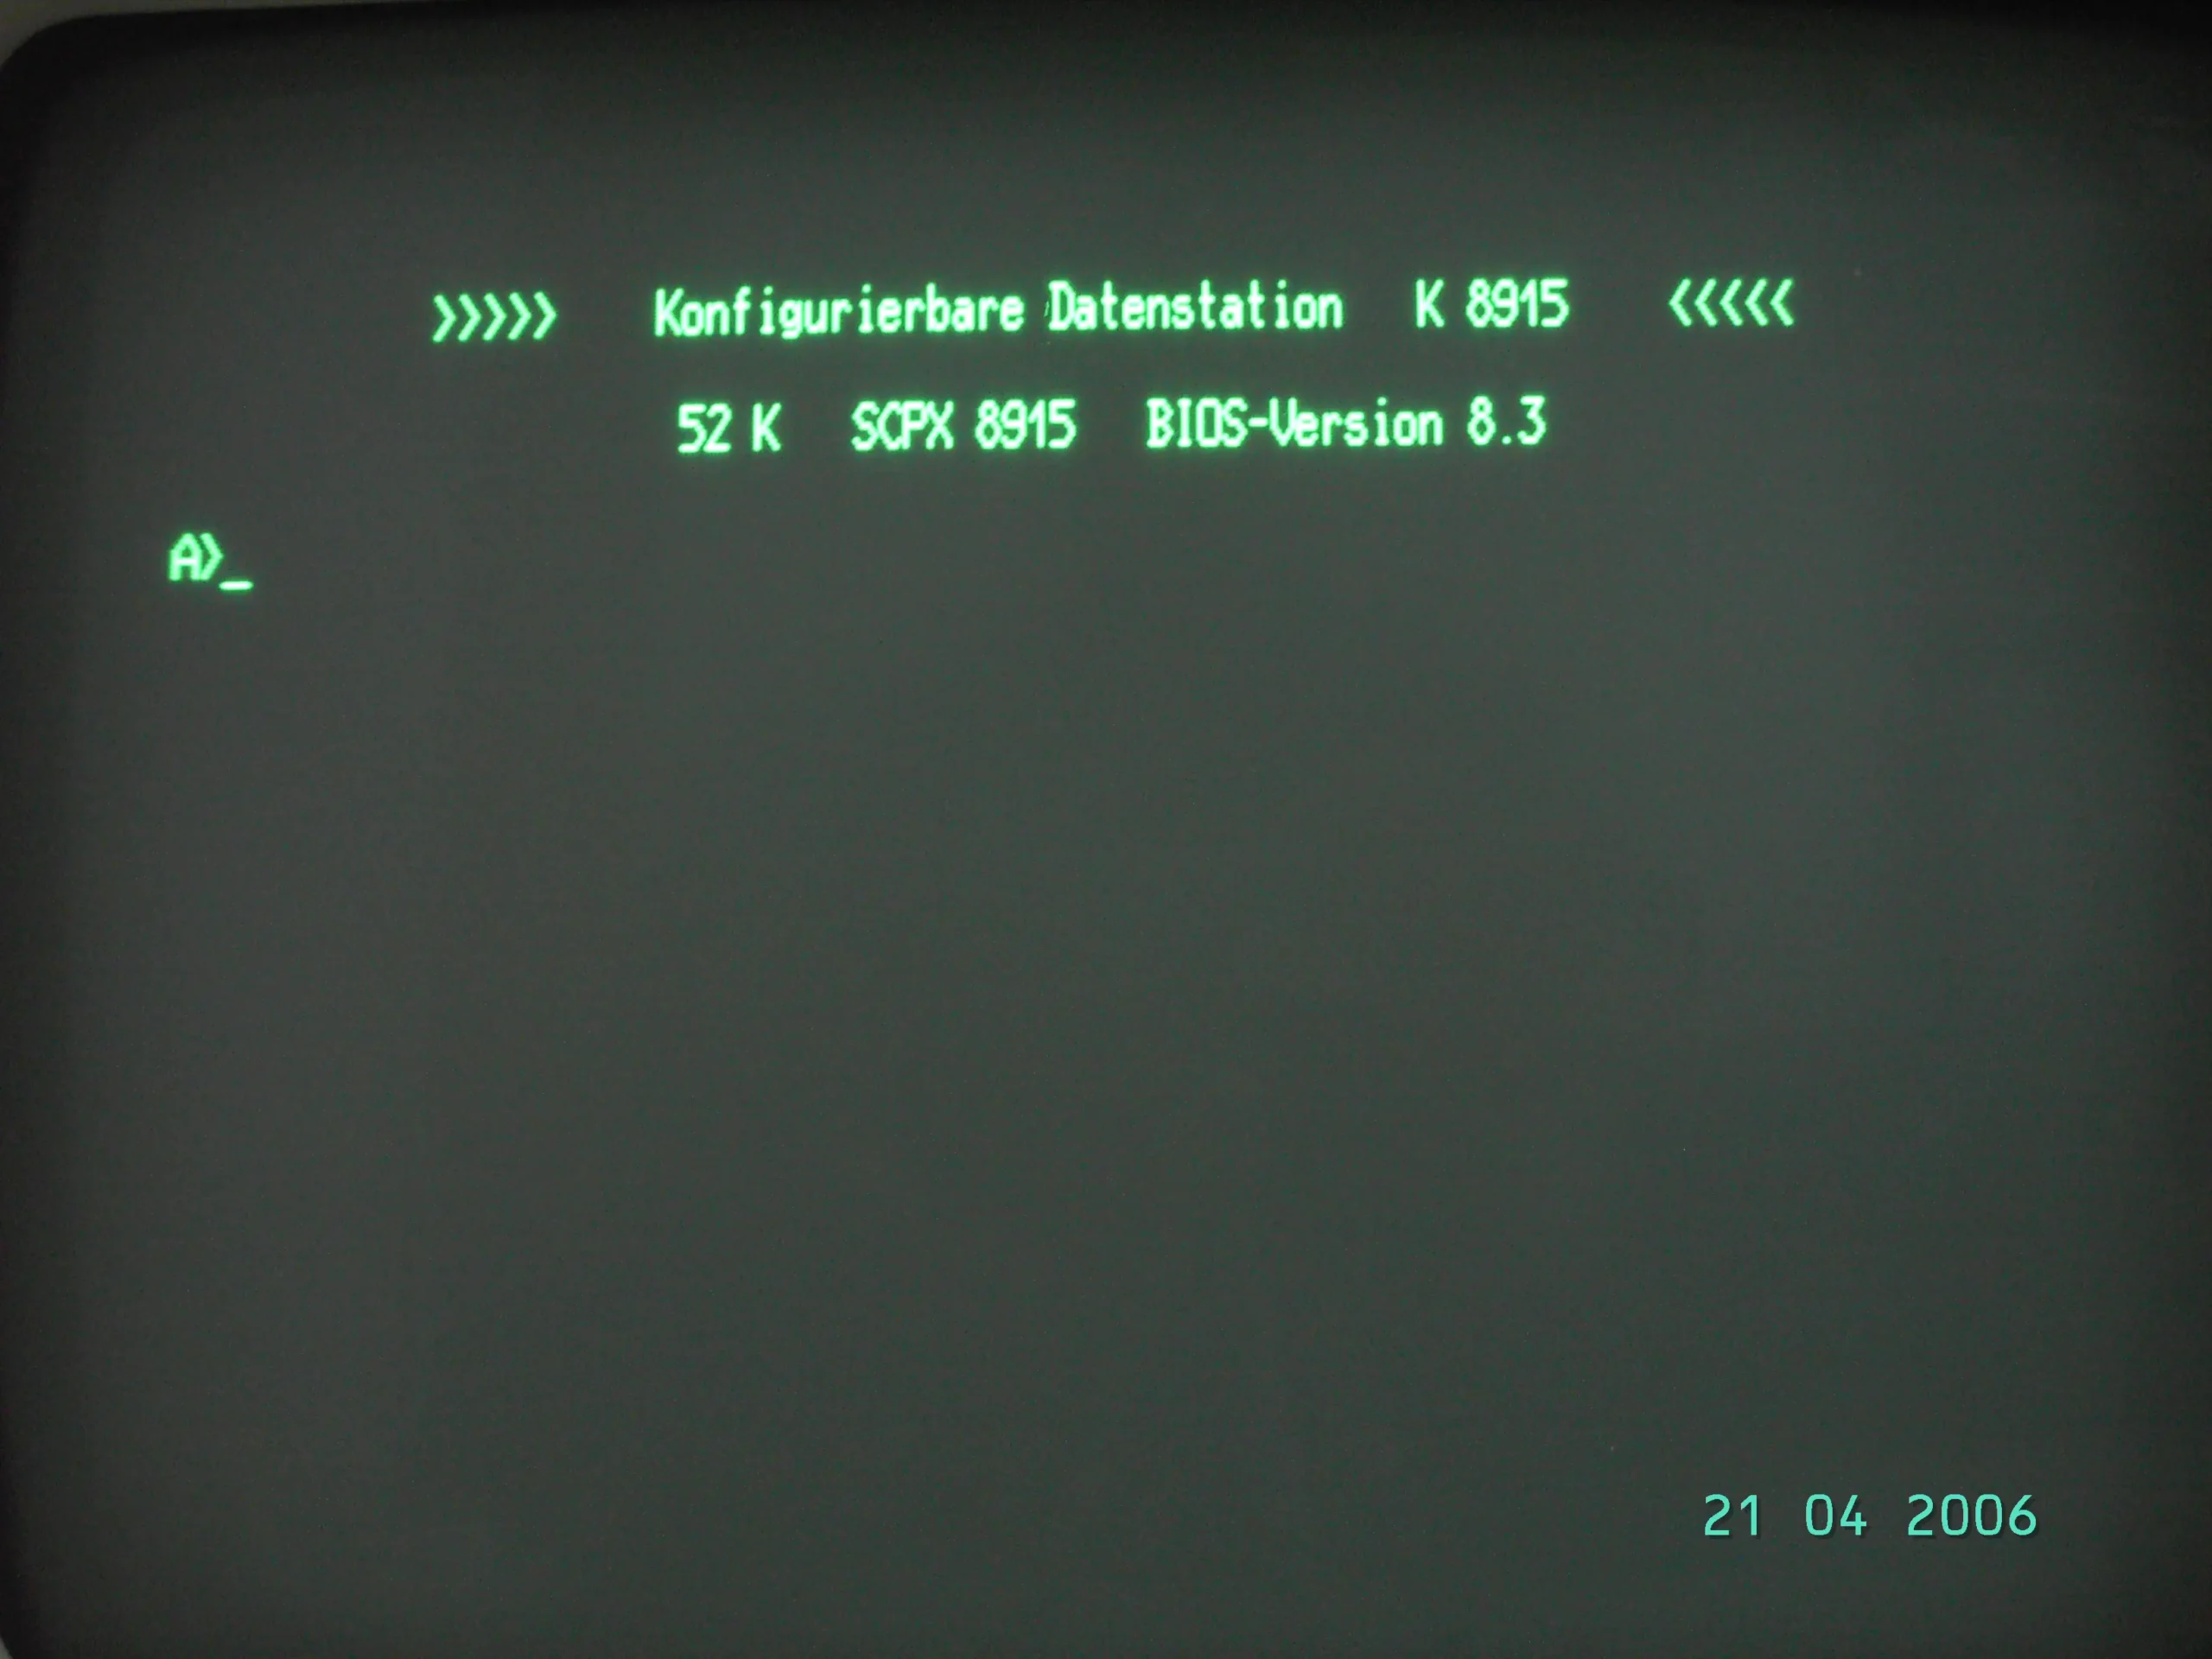 >>>>> Konfigurierbare Datenstation K 8915 <<<<<
52 K SCPX 8915 BIOS-Version 8.3
A>_
21 04 2006